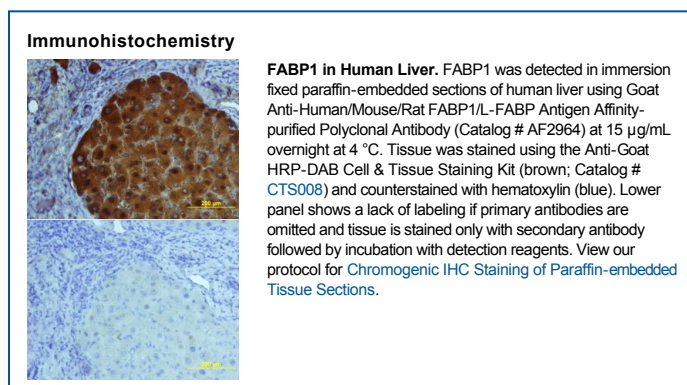 Immunohistochemistry
FABP1 in Human Liver. FABP1 was detected in immersion
fixed paraffin-embedded sections of human liver using Goat
Anti-Human/Mouse/Rat FABP1/L-FABP Antigen Affinity-
purified Polyclonal Antibody (Catalog # AF2964) at 15 µg/mL
overnight at 4 °C. Tissue was stained using the Anti-Goat
HRP-DAB Cell & Tissue Staining Kit (brown; Catalog #
CTS008) and counterstained with hematoxylin (blue). Lower
panel shows a lack of labeling if primary antibodies are
omitted and tissue is stained only with secondary antibody
followed by incubation with detection reagents. View our
protocol for Chromogenic IHC Staining of Paraffin-embedded
Tissue Sections.
200 µm
200 µm